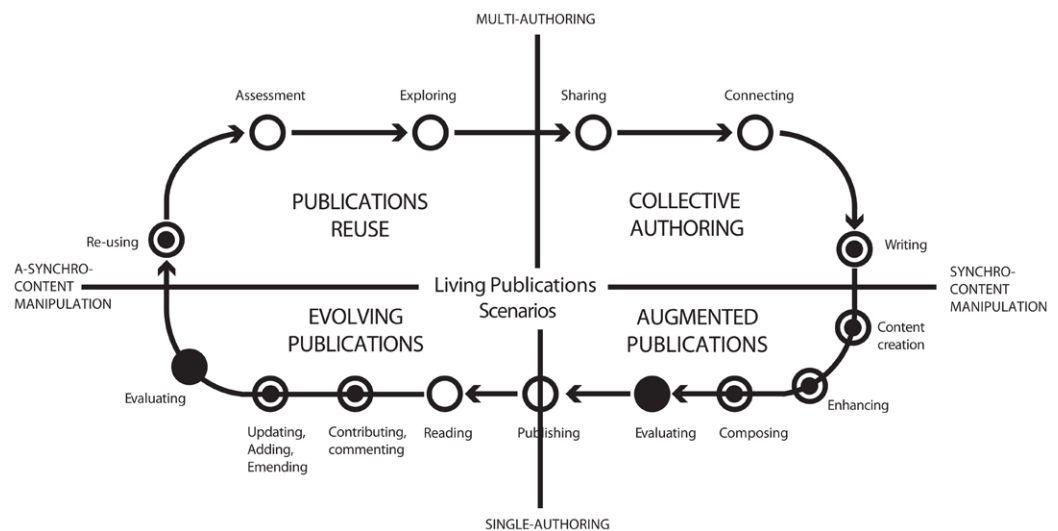 MULTI-AUTHORING
Assessment
Exploring
Sharing
Connecting
PUBLICATIONS
REUSE
COLLECTIVE
AUTHORING
Re-using
Writing
A-SYNCHRO-
CONTENT
MANIPULATION
Living Publications
Scenarios
SYNCHRO-
CONTENT
MANIPULATION
EVOLVING
PUBLICATIONS
AUGMENTED
PUBLICATIONS
Content
creation
Evaluating
Enhancing
Updating,
Adding,
Emending
Contributing,
commenting
Reading
Publishing
Evaluating
Composing
SINGLE-AUTHORING